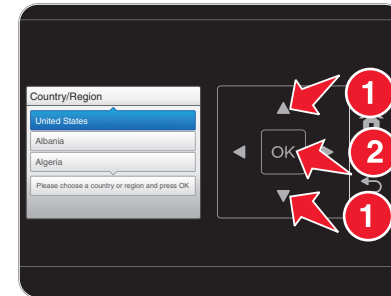 Country/Region
United States
Albania
Algeria
Please choose a country or region and press OK
OK
1
2
1